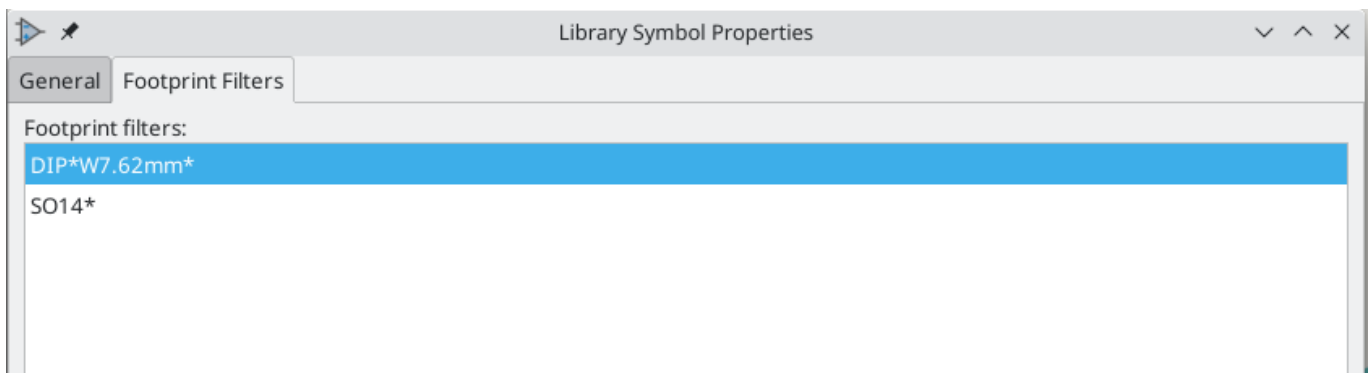 Library Symbol Properties
General Footprint Filters
Footprint filters:
DIP*W7.62mm*
SO14*